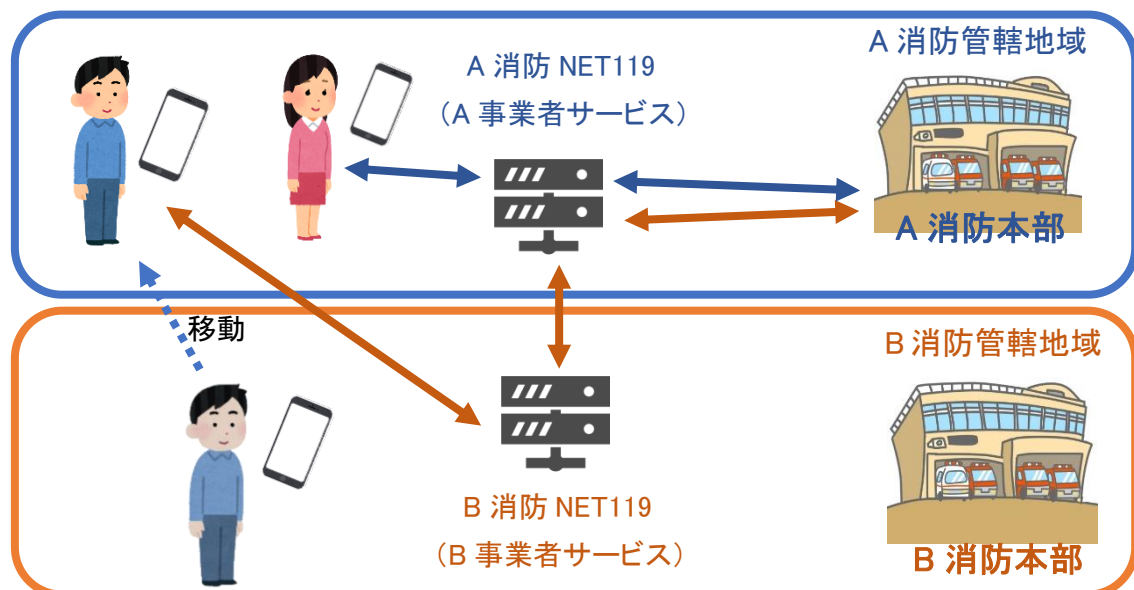 A 消防管轄地域
A 消防 NET119
（A 事業者サービス）
A 消防本部
移動
B 消防管轄地域
B 消防 NET119
（B 事業者サービス）
B 消防本部